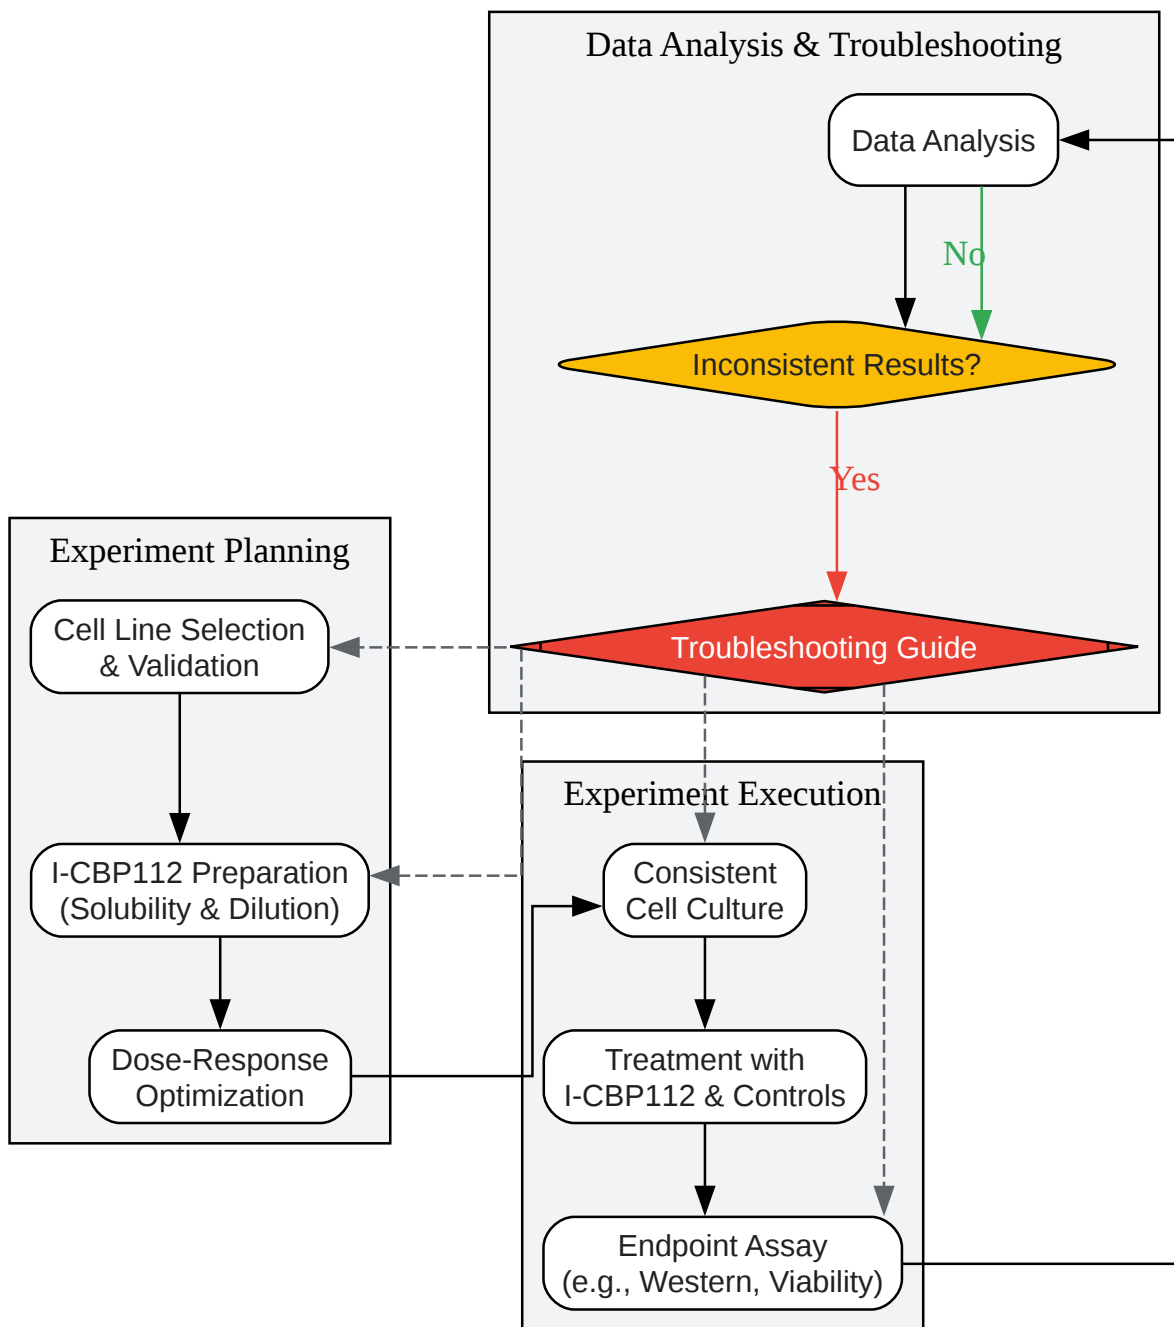 Data Analysis & Troubleshooting
Data Analysis
No
Inconsistent Results?
Yes
Troubleshooting Guide
Experiment Planning
Cell Line Selection
& Validation
I-CBP112 Preparation
(Solubility & Dilution)
Dose-Response
Optimization
Experiment Execution
Consistent
Cell Culture
Treatment with
I-CBP112 & Controls
Endpoint Assay
(e.g., Western, Viability)